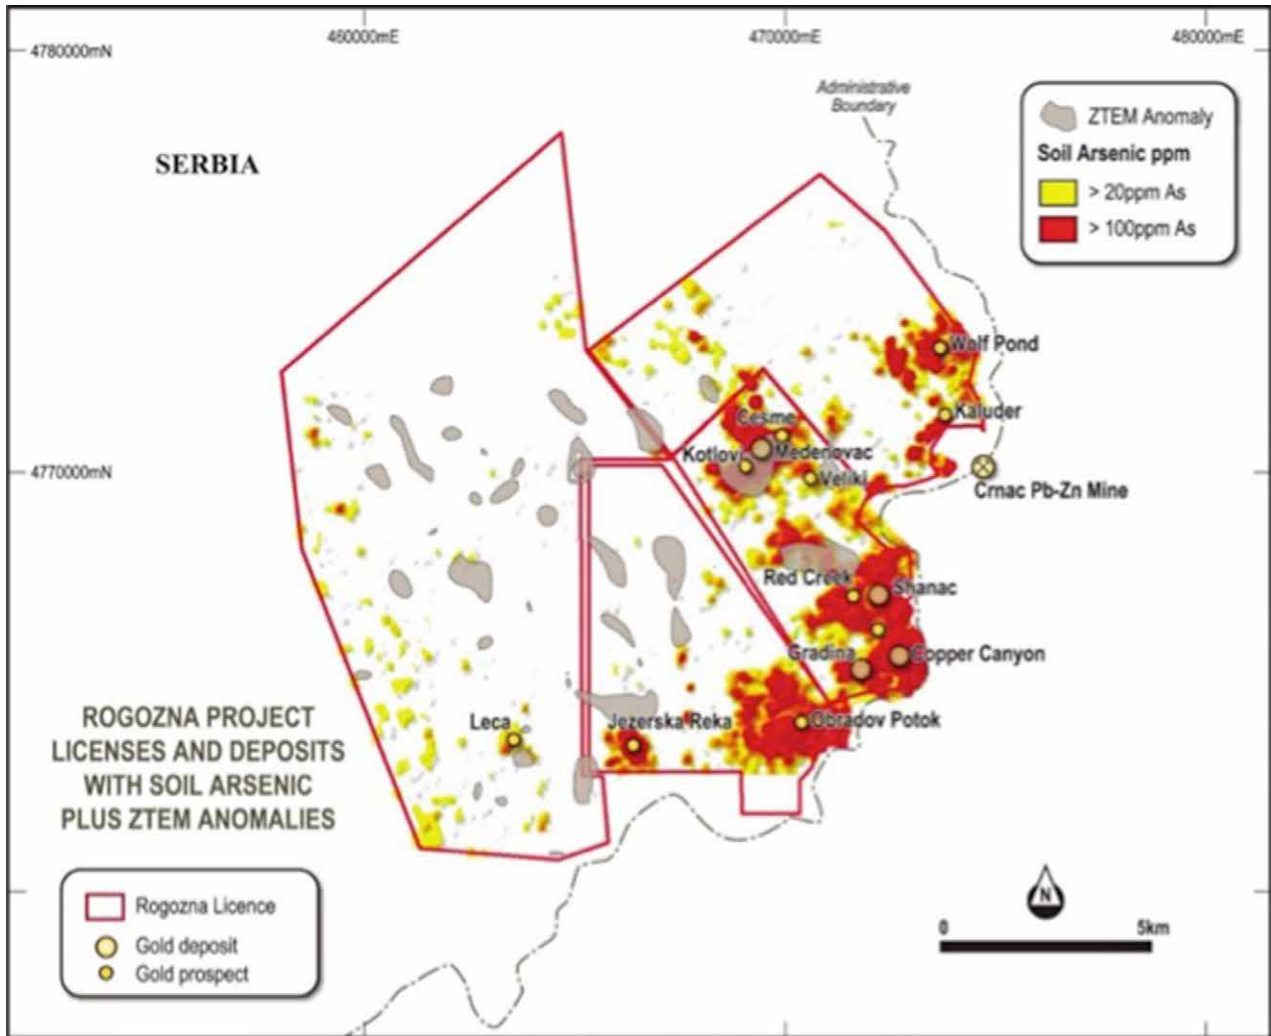 460000mE
470000mE
480000mE
4780000mN
Administrative
Boundary
ZTEM Anomaly
Soil Arsenic ppm
> 20ppm As
> 100ppm As
SERBIA
Wolf Pond
Kaluder
Cesme
Kotlovi
Medenovac
Veliki
4770000mN
Crnac Pb-Zn Mine
Red Creek
Shanac
Gradina
Copper Canyon
Leca
Jezerska Reka
Obradov Potok
ROGOZNA PROJECT
LICENSES AND DEPOSITS
WITH SOIL ARSENIC
PLUS ZTEM ANOMALIES
Rogozna Licence
Gold deposit
Gold prospect
N
0
5km